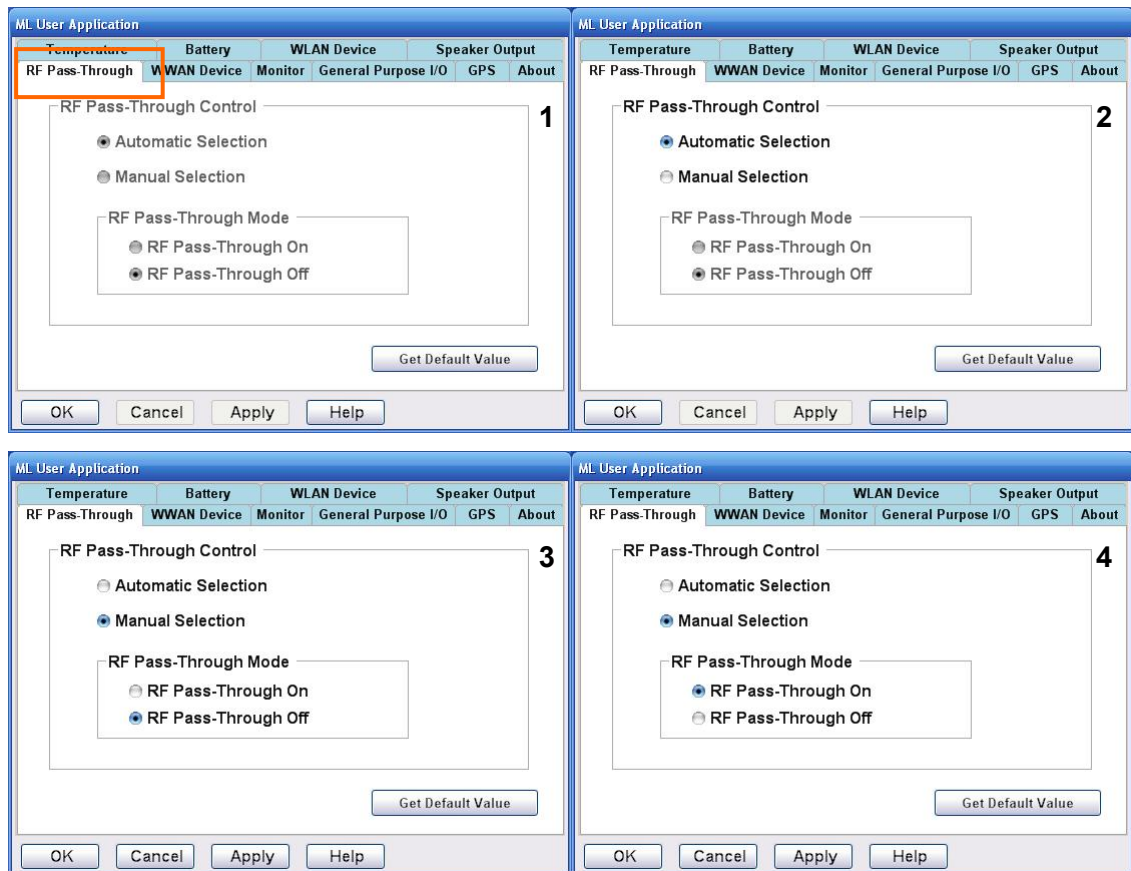 ML User Application
Temperature Battery WLAN Device Speaker Output
RF Pass-Through WWAN Device Monitor General Purpose I/O GPS About
RF Pass-Through Control
1
Automatic Selection
Manual Selection
RF Pass-Through Mode
RF Pass-Through On
RF Pass-Through Off
Get Default Value
OK Cancel Apply Help
ML User Application
Temperature Battery WLAN Device Speaker Output
RF Pass-Through WWAN Device Monitor General Purpose I/O GPS About
RF Pass-Through Control
2
Automatic Selection
Manual Selection
RF Pass-Through Mode
RF Pass-Through On
RF Pass-Through Off
Get Default Value
OK Cancel Apply Help
ML User Application
Temperature Battery WLAN Device Speaker Output
RF Pass-Through WWAN Device Monitor General Purpose I/O GPS About
RF Pass-Through Control
3
Automatic Selection
Manual Selection
RF Pass-Through Mode
RF Pass-Through On
RF Pass-Through Off
Get Default Value
OK Cancel Apply Help
ML User Application
Temperature Battery WLAN Device Speaker Output
RF Pass-Through WWAN Device Monitor General Purpose I/O GPS About
RF Pass-Through Control
4
Automatic Selection
Manual Selection
RF Pass-Through Mode
RF Pass-Through On
RF Pass-Through Off
Get Default Value
OK Cancel Apply Help